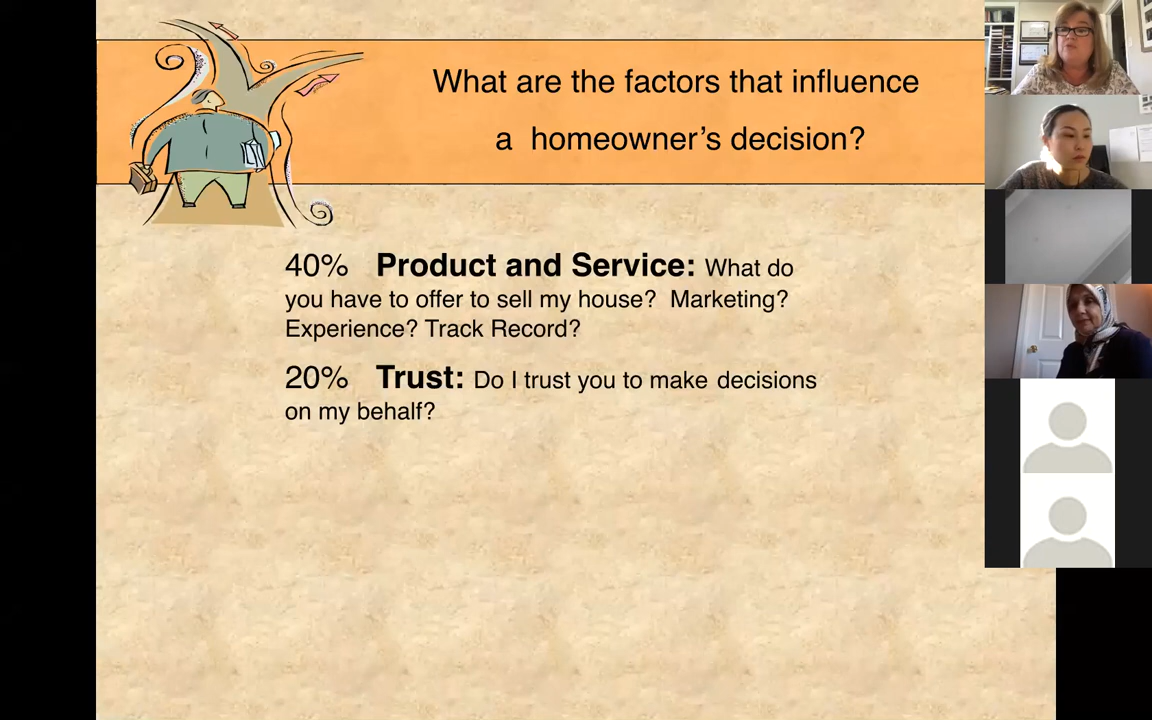 What are the factors that influence
a homeowner’s decision?
40% Product and Service: What do
you have to offer to sell my house? Marketing?
Experience? Track Record?
20% Trust: Do I trust you to make decisions
on my behalf?